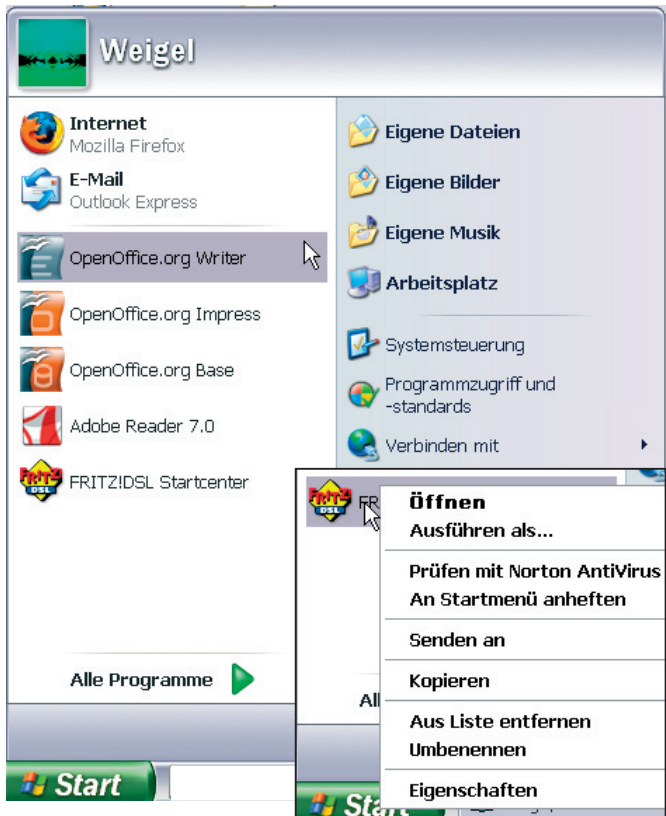 Weigel
Internet
Mozilla Firefox
E-Mail
Outlook Express
OpenOffice.org Writer
OpenOffice.org Impress
OpenOffice.org Base
Adobe Reader 7.0
FRITZ!DSL Startcenter
Alle Programme
Start
Eigene Dateien
Eigene Bilder
Eigene Musik
Arbeitsplatz
Systemsteuerung
Programmzugriff und
-standards
Verbinden mit
FRITZ!
DSL
FRITZ!
DSL
FR
Öffnen
Ausführen als...
Prüfen mit Norton AntiVirus
An Startmenü anheften
Senden an
Kopieren
Aus Liste entfernen
Umbenennen
Eigenschaften
All
Start